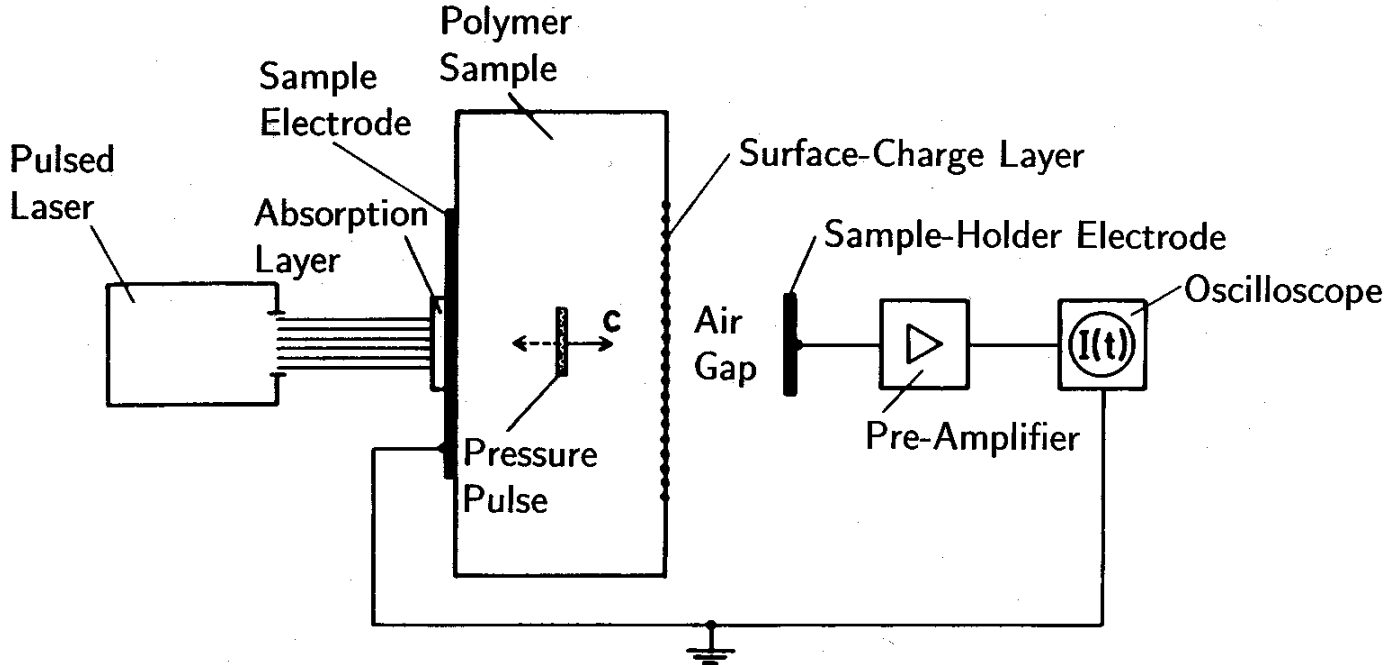 Polymer
Sample
Sample
Electrode
Pulsed
Laser
Absorption
Layer
Surface-Charge Layer
Sample-Holder Electrode
Oscilloscope
Air
Gap
C
I(t)
Pre-Amplifier
Pressure
Pulse